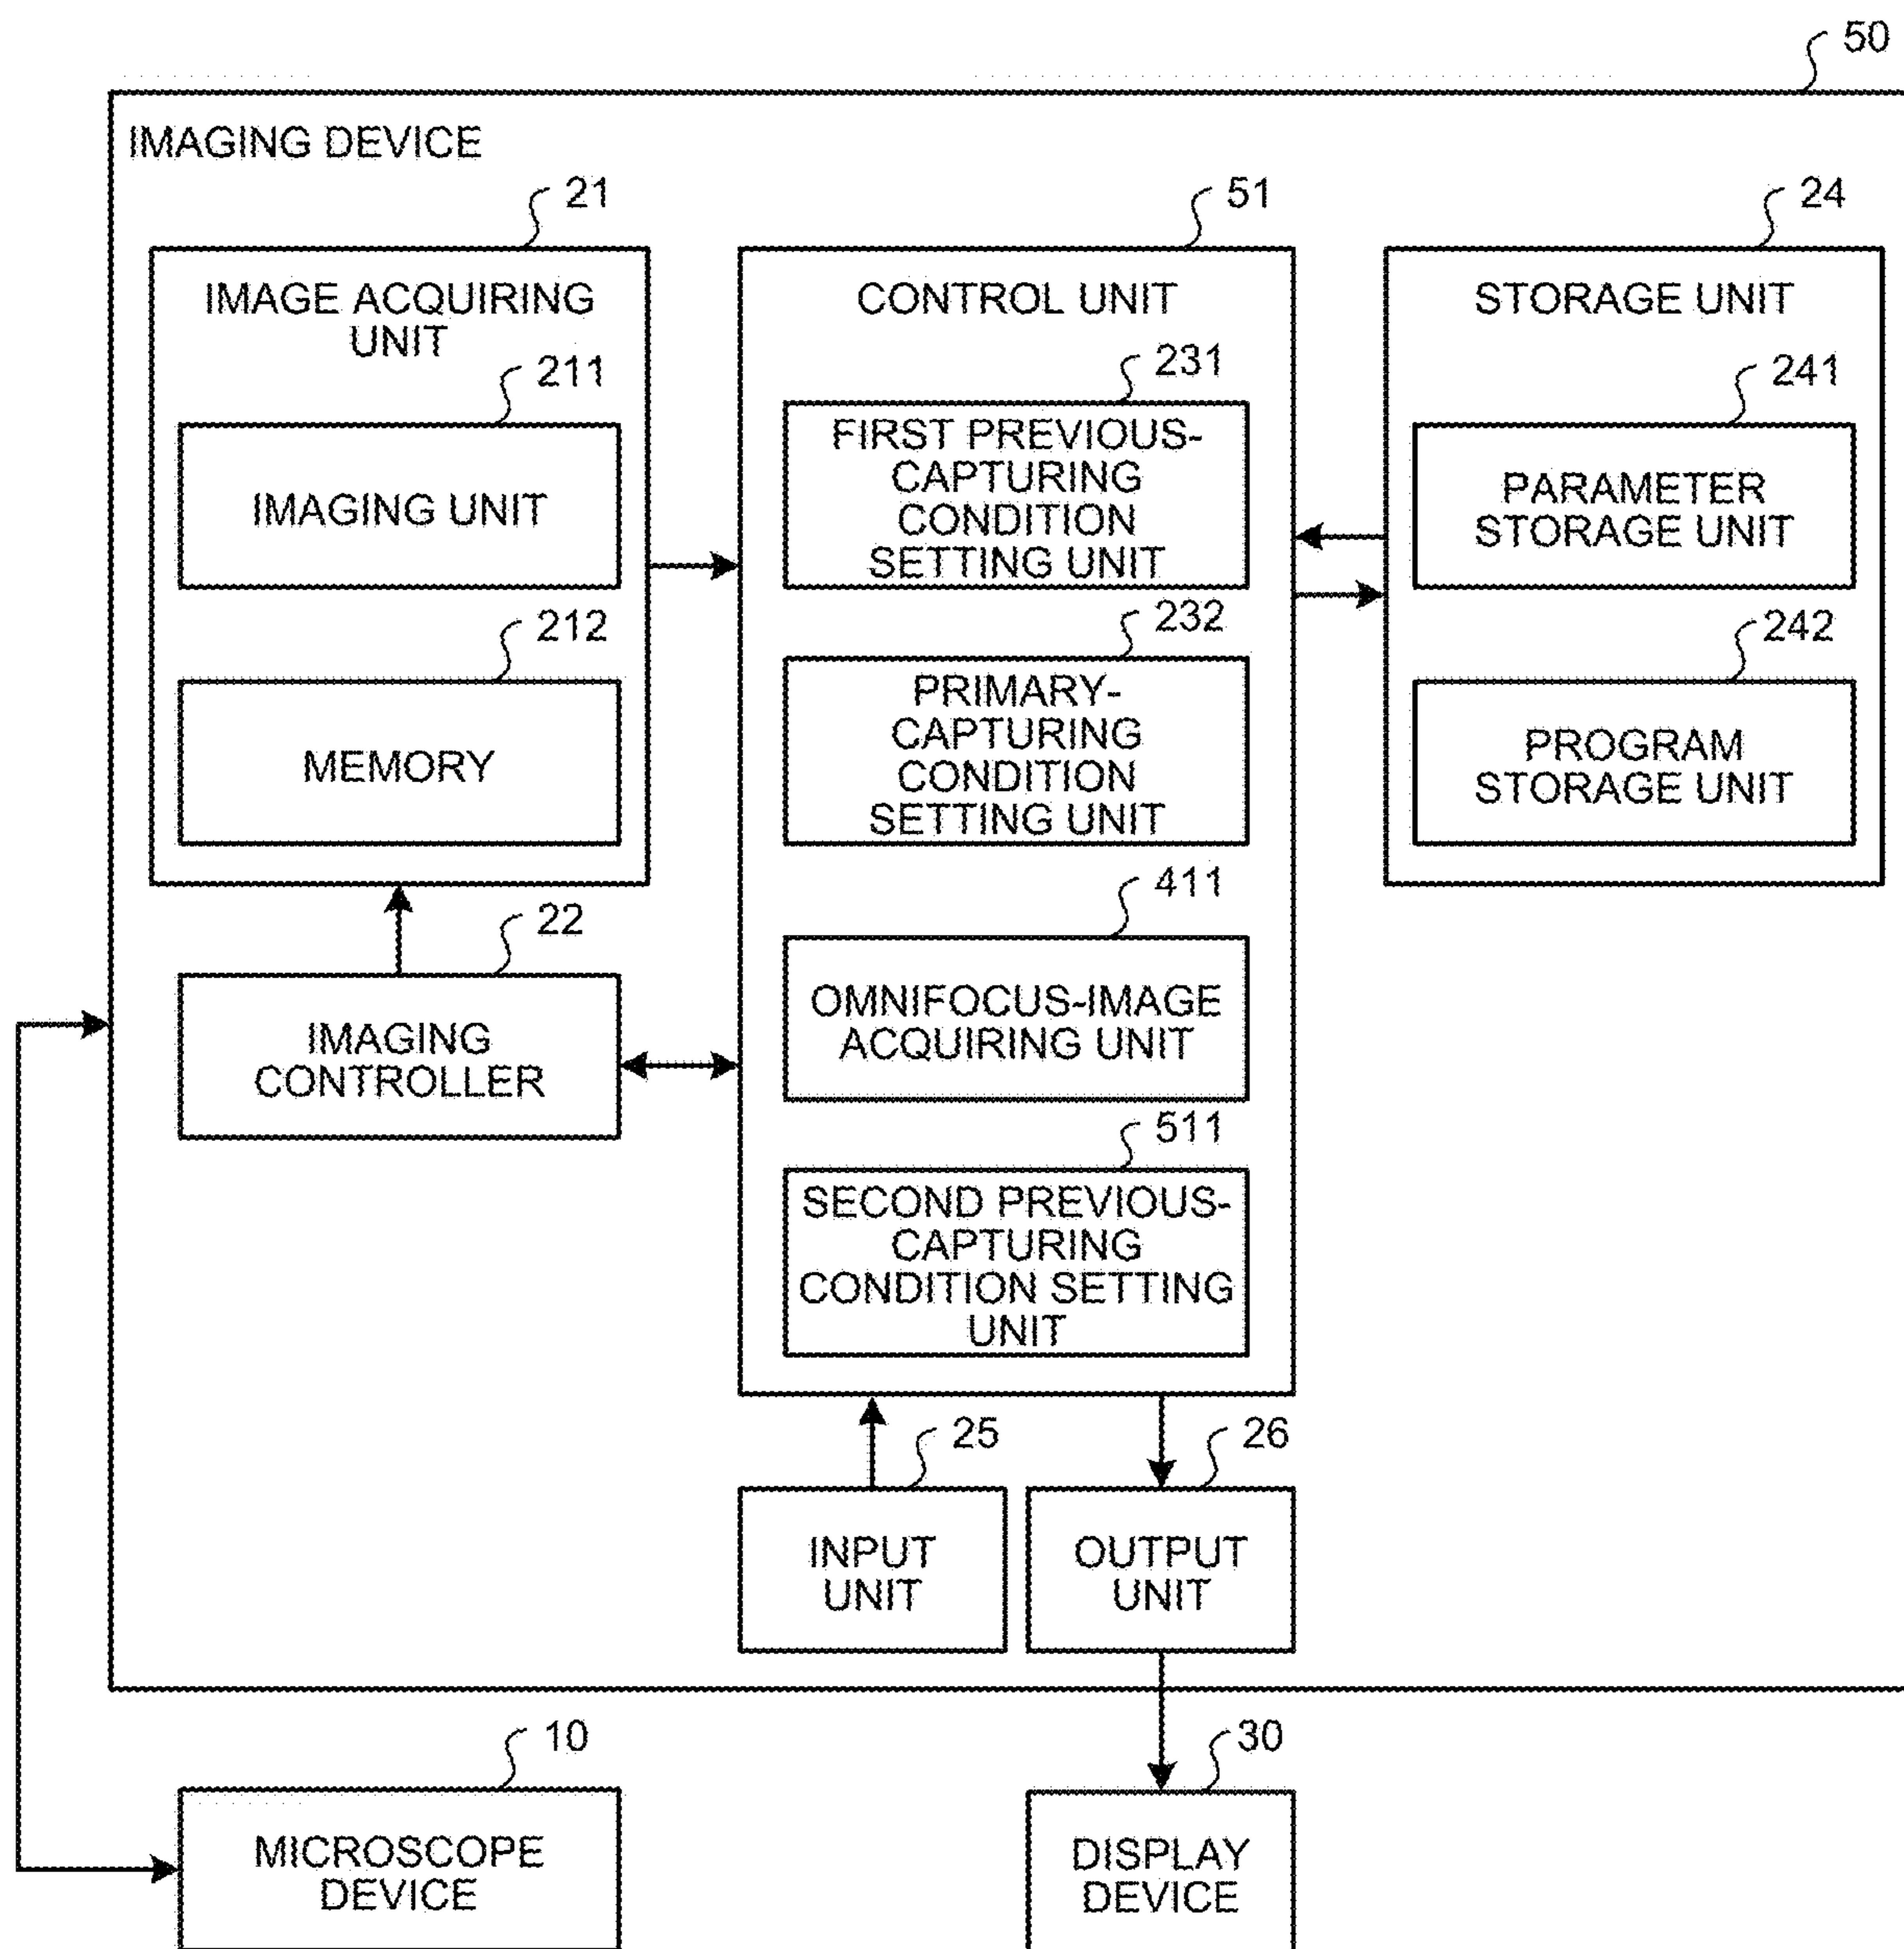 50
IMAGING DEVICE
21
IMAGE ACQUIRING
UNIT
211
IMAGING UNIT
212
MEMORY
22
IMAGING
CONTROLLER
51
CONTROL UNIT
231
FIRST PREVIOUS-
CAPTURING
CONDITION
SETTING UNIT
232
PRIMARY-
CAPTURING
CONDITION
SETTING UNIT
411
OMNIFOCUS-IMAGE
ACQUIRING UNIT
511
SECOND PREVIOUS-
CAPTURING
CONDITION SETTING
UNIT
24
STORAGE UNIT
241
PARAMETER
STORAGE UNIT
242
PROGRAM
STORAGE UNIT
25
INPUT
UNIT
26
OUTPUT
UNIT
10
MICROSCOPE
DEVICE
30
DISPLAY
DEVICE